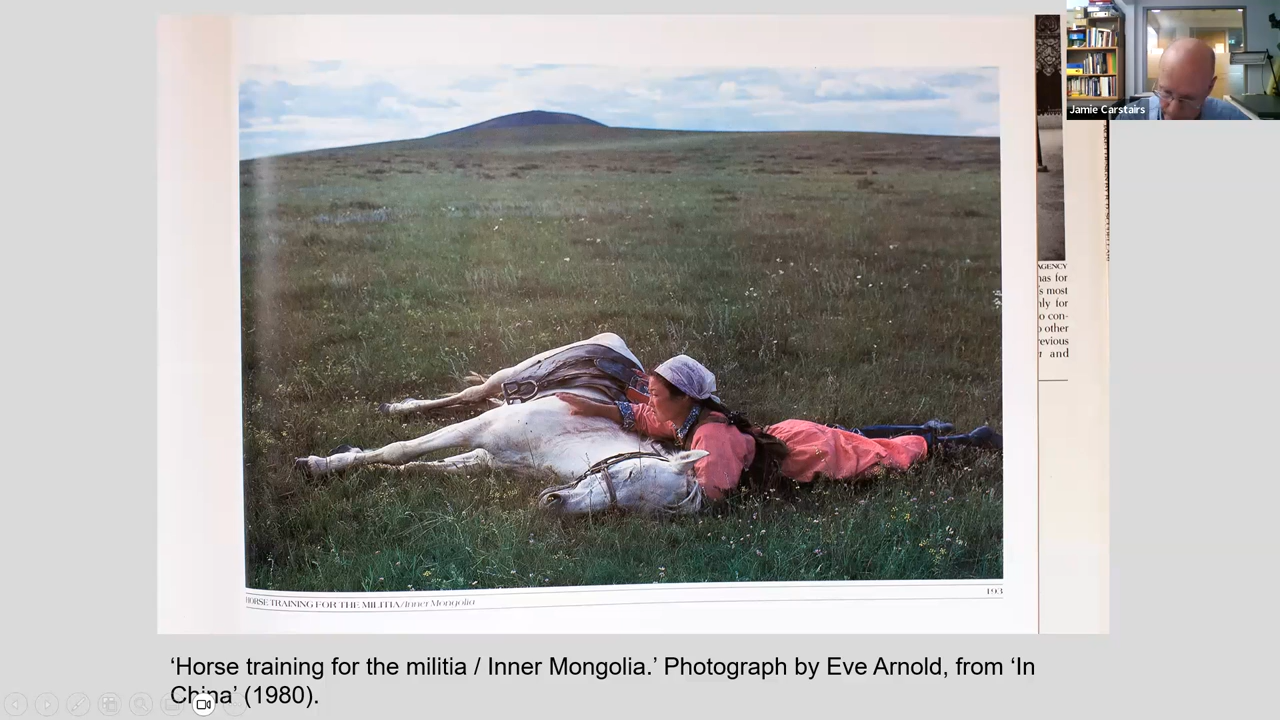 Jamie Carstairs
AGENCY
has for
's most
nly for
o con-
o other
revious
and
HORSE TRAINING FOR THE MILITIA/Inner Mongolia
193
‘Horse training for the militia / Inner Mongolia.’ Photograph by Eve Arnold, from ‘In
China’ (1980).